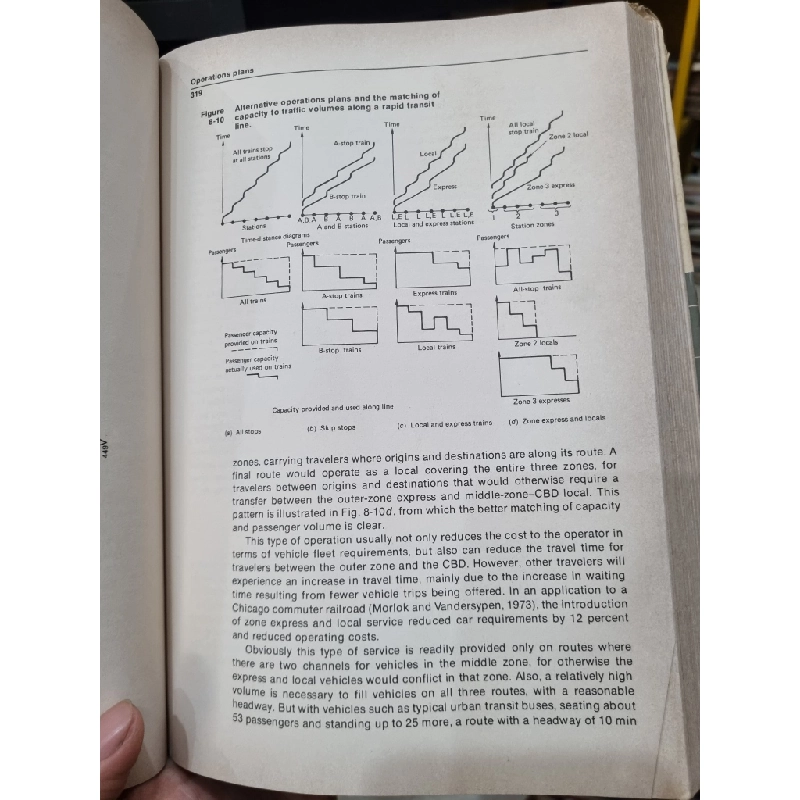 Operations plans
319
Figure 8-10
Alternative operations plans and the matching of
capacity to traffic volumes along a rapid transit
line.
Time
Time
Time
Time
All trains stop
at all stations
A-stop train
B-stop train
Local
Express
All local
stop train
Zone 2 local
Zone 3 express
Stations
A,B A B A B A A,B
A and B stations
L,E L L L,E L L,E L,E
Local and express stations
1 2 3
Station zones
Time-distance diagrams
Passengers
Passengers
Passengers
Passengers
All trains
A-stop trains
Express trains
All-stop trains
Passenger capacity
provided on trains
Passenger capacity
actually used on trains
B-stop trains
Local trains
Zone 2 locals
Zone 3 expresses
Capacity provided and used along line
(a) All stops
(b) Skip stops
(c) Local and express trains
(d) Zone express and locals
zones, carrying travelers where origins and destinations are along its route. A
final route would operate as a local covering the entire three zones, for
travelers between origins and destinations that would otherwise require a
transfer between the outer-zone express and middle-zone–CBD local. This
pattern is illustrated in Fig. 8-10d, from which the better matching of capacity
and passenger volume is clear.
This type of operation usually not only reduces the cost to the operator in
terms of vehicle fleet requirements, but also can reduce the travel time for
travelers between the outer zone and the CBD. However, other travelers will
experience an increase in travel time, mainly due to the increase in waiting
time resulting from fewer vehicle trips being offered. In an application to a
Chicago commuter railroad (Morlok and Vandersypen, 1973), the introduction
of zone express and local service reduced car requirements by 12 percent
and reduced operating costs.
Obviously this type of service is readily provided only on routes where
there are two channels for vehicles in the middle zone, for otherwise the
express and local vehicles would conflict in that zone. Also, a relatively high
volume is necessary to fill vehicles on all three routes, with a reasonable
headway. But with vehicles such as typical urban transit buses, seating about
53 passengers and standing up to 25 more, a route with a headway of 10 min